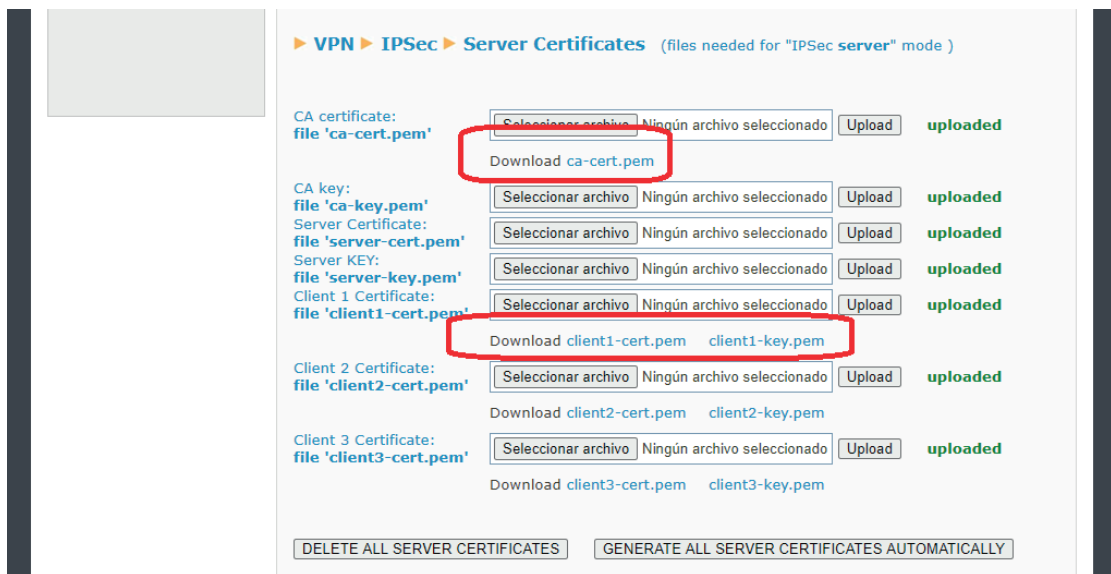 ► VPN ► IPSec ► Server Certificates (files needed for "IPSec server" mode )
CA certificate:
file 'ca-cert.pem'
Seleccionar archivo Ningún archivo seleccionado Upload uploaded
Download ca-cert.pem
CA key:
file 'ca-key.pem'
Seleccionar archivo Ningún archivo seleccionado Upload uploaded
Server Certificate:
file 'server-cert.pem'
Seleccionar archivo Ningún archivo seleccionado Upload uploaded
Server KEY:
file 'server-key.pem'
Seleccionar archivo Ningún archivo seleccionado Upload uploaded
Client 1 Certificate:
file 'client1-cert.pem'
Seleccionar archivo Ningún archivo seleccionado Upload uploaded
Download client1-cert.pem client1-key.pem
Client 2 Certificate:
file 'client2-cert.pem'
Seleccionar archivo Ningún archivo seleccionado Upload uploaded
Download client2-cert.pem client2-key.pem
Client 3 Certificate:
file 'client3-cert.pem'
Seleccionar archivo Ningún archivo seleccionado Upload uploaded
Download client3-cert.pem client3-key.pem
DELETE ALL SERVER CERTIFICATES GENERATE ALL SERVER CERTIFICATES AUTOMATICALLY